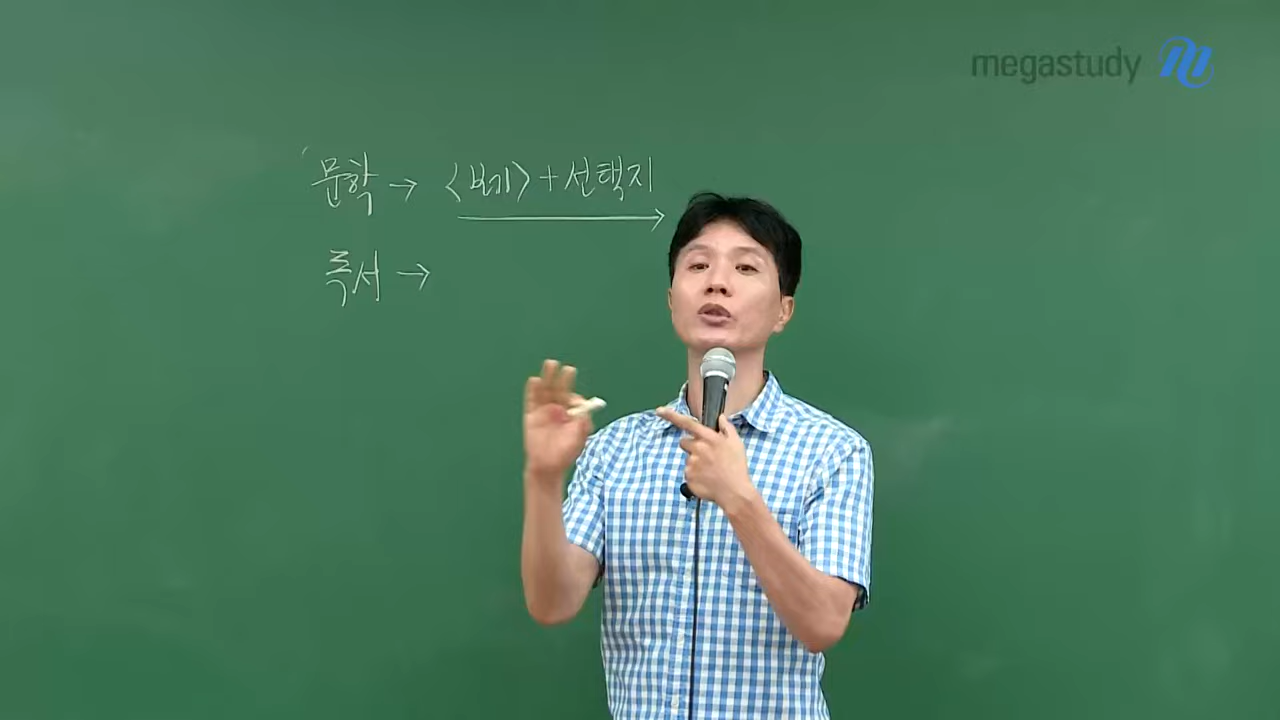 megastudy
문학 → <보기> + 선택지
독서 →